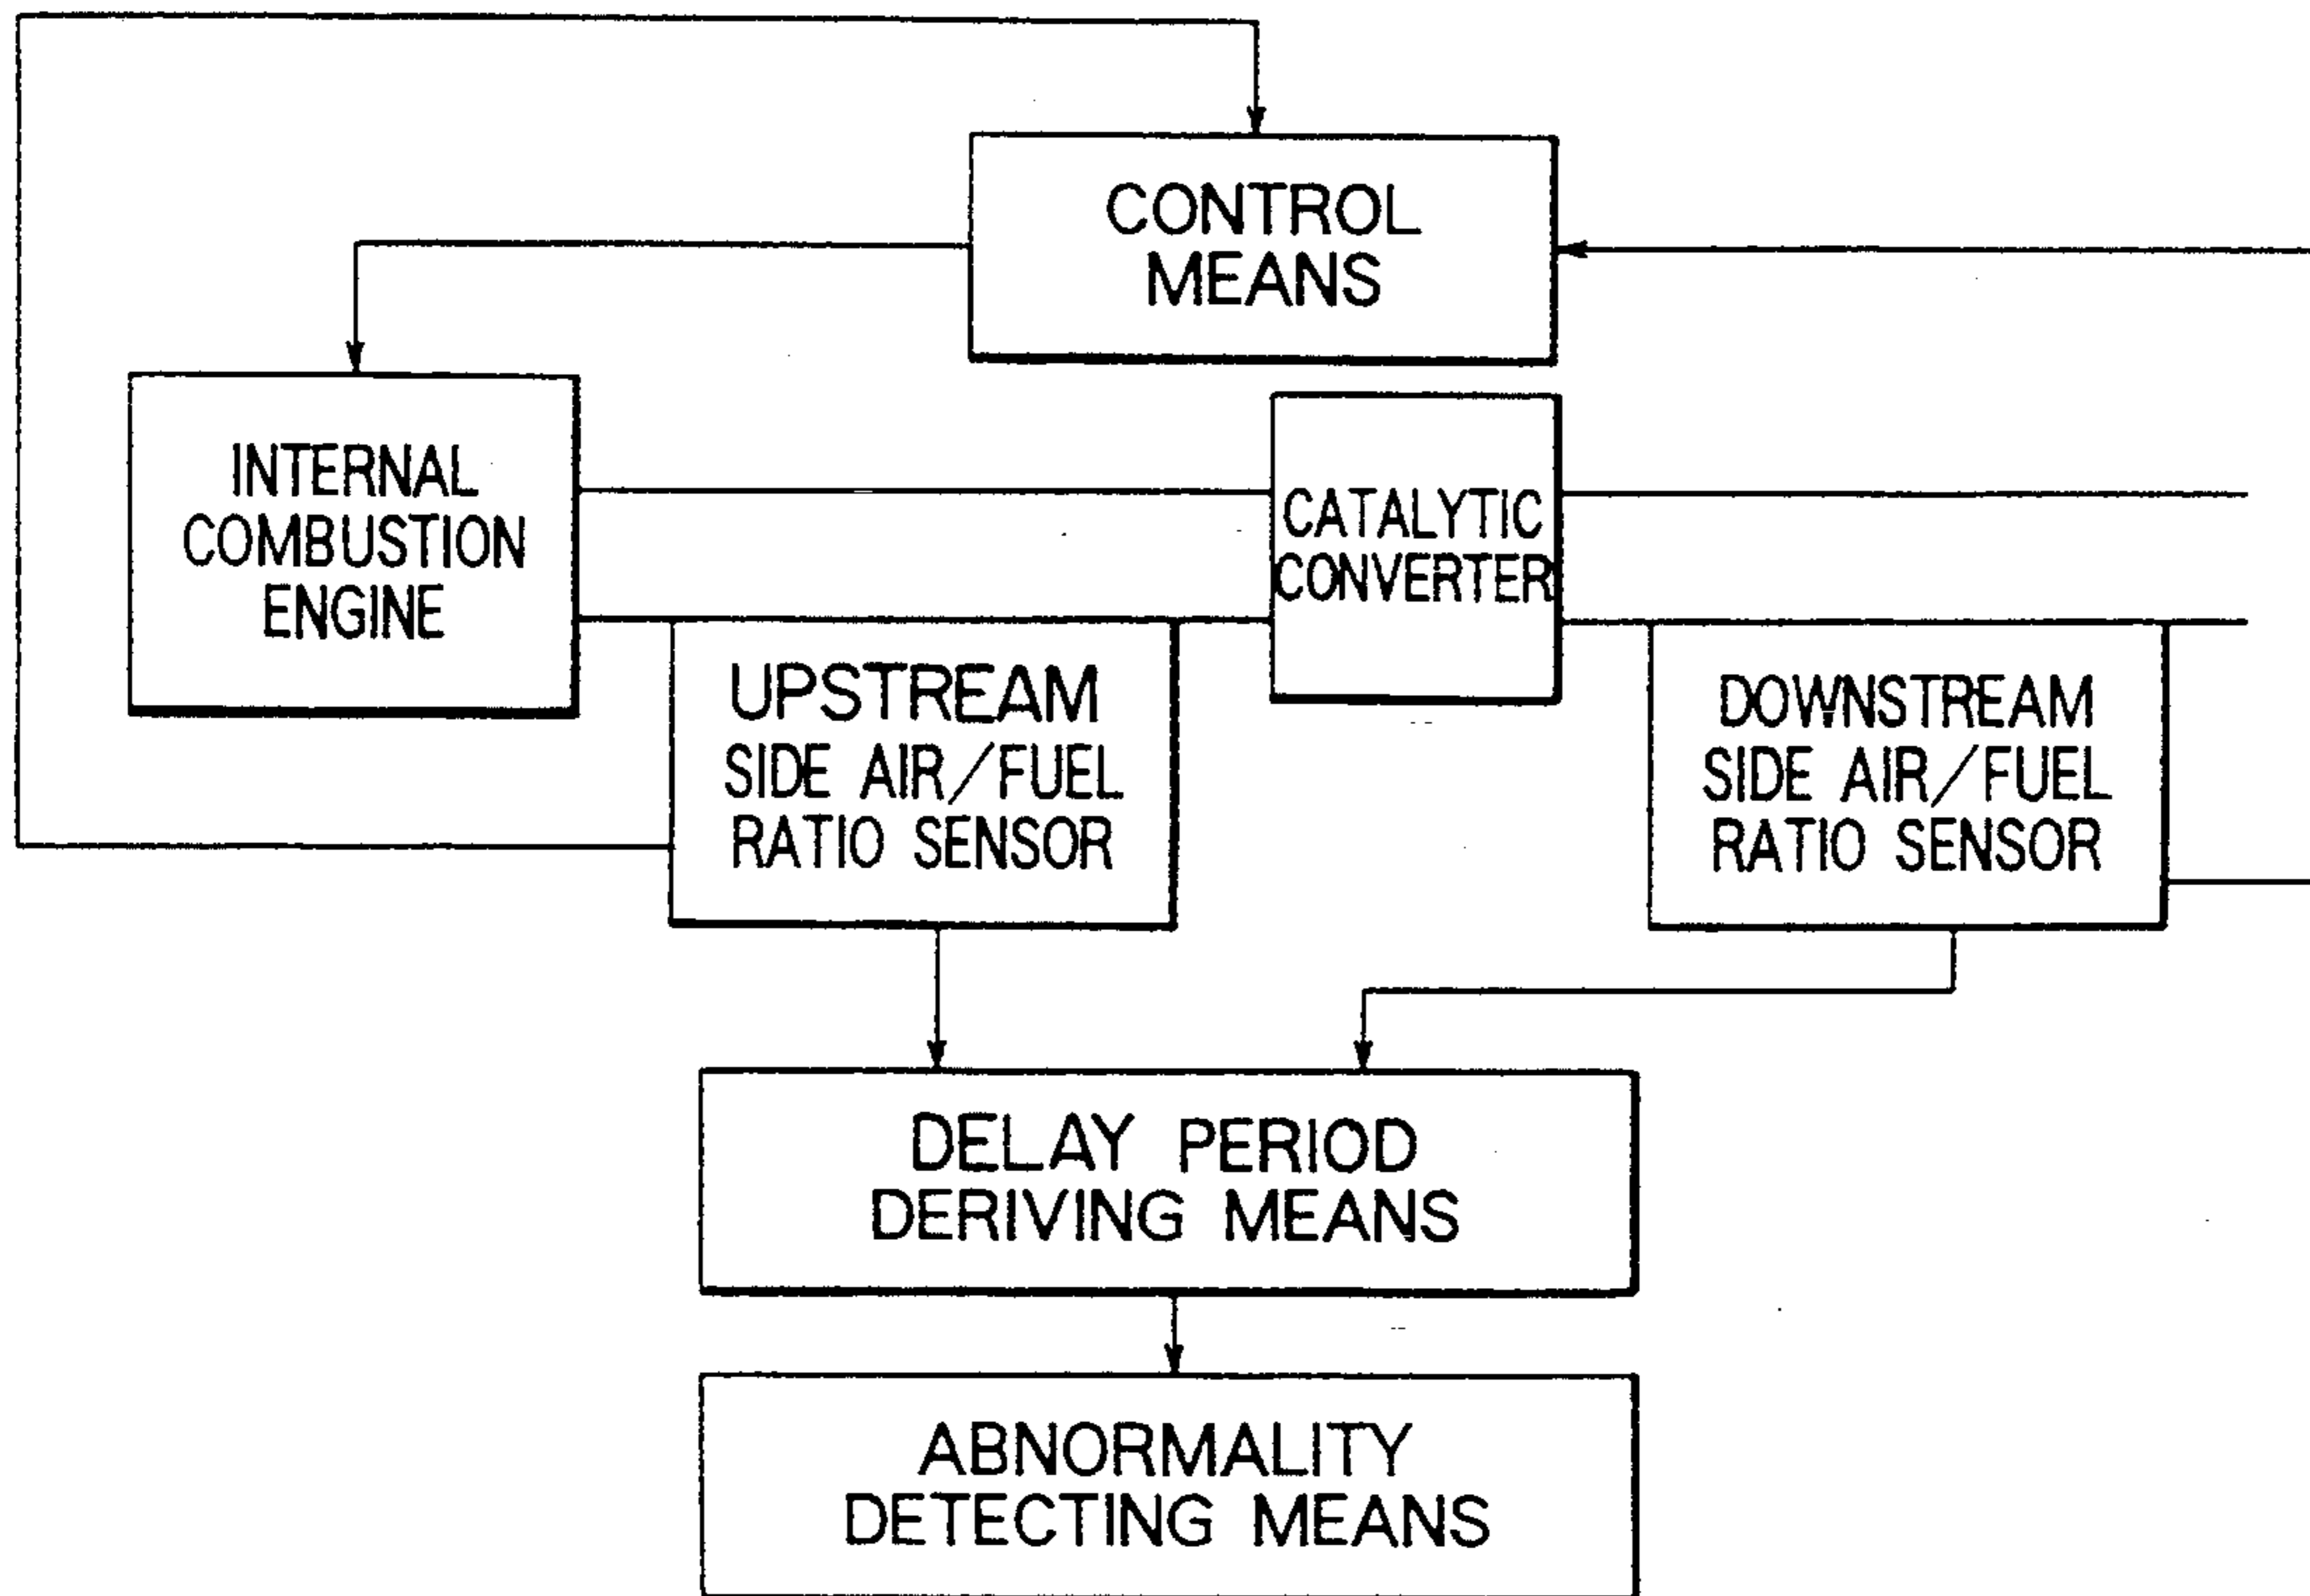 CONTROL
MEANS
INTERNAL
COMBUSTION
ENGINE
CATALYTIC
CONVERTER
UPSTREAM
SIDE AIR/FUEL
RATIO SENSOR
DOWNSTREAM
SIDE AIR/FUEL
RATIO SENSOR
DELAY PERIOD
DERIVING MEANS
ABNORMALITY
DETECTING MEANS